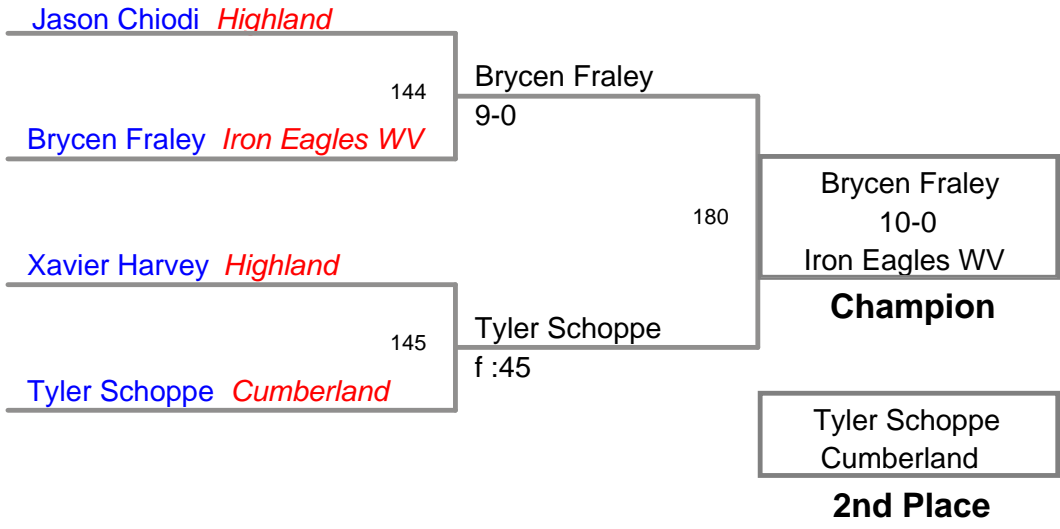 Jason Chiodi Highland
144
Brycen Fraley
9-0
Brycen Fraley Iron Eagles WV
180
Brycen Fraley
10-0
Iron Eagles WV
Champion
Xavier Harvey Highland
145
Tyler Schoppe
f :45
Tyler Schoppe Cumberland
Tyler Schoppe
Cumberland
2nd Place